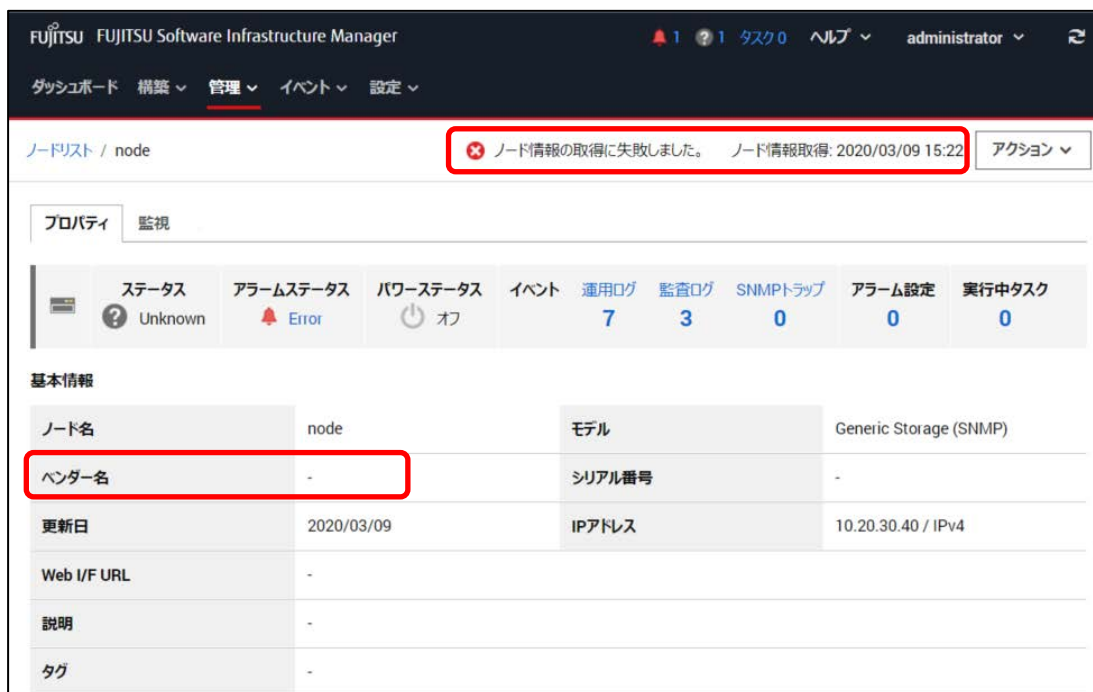 FUJITSU FUJITSU Software Infrastructure Manager 1 1 タスク 0 ヘルプ administrator
ダッシュボード 構築 管理 イベント 設定
ノードリスト / node ノード情報の取得に失敗しました。 ノード情報取得: 2020/03/09 15:22 アクション
プロパティ 監視
ステータス アラームステータス パワーステータス イベント 運用ログ 監査ログ SNMPトラップ アラーム設定 実行中タスク
Unknown Error オフ 7 3 0 0 0
基本情報
ノード名 node モデル Generic Storage (SNMP)
ベンダー名 - シリアル番号 -
更新日 2020/03/09 IPアドレス 10.20.30.40 / IPv4
Web I/F URL -
説明 -
タグ -